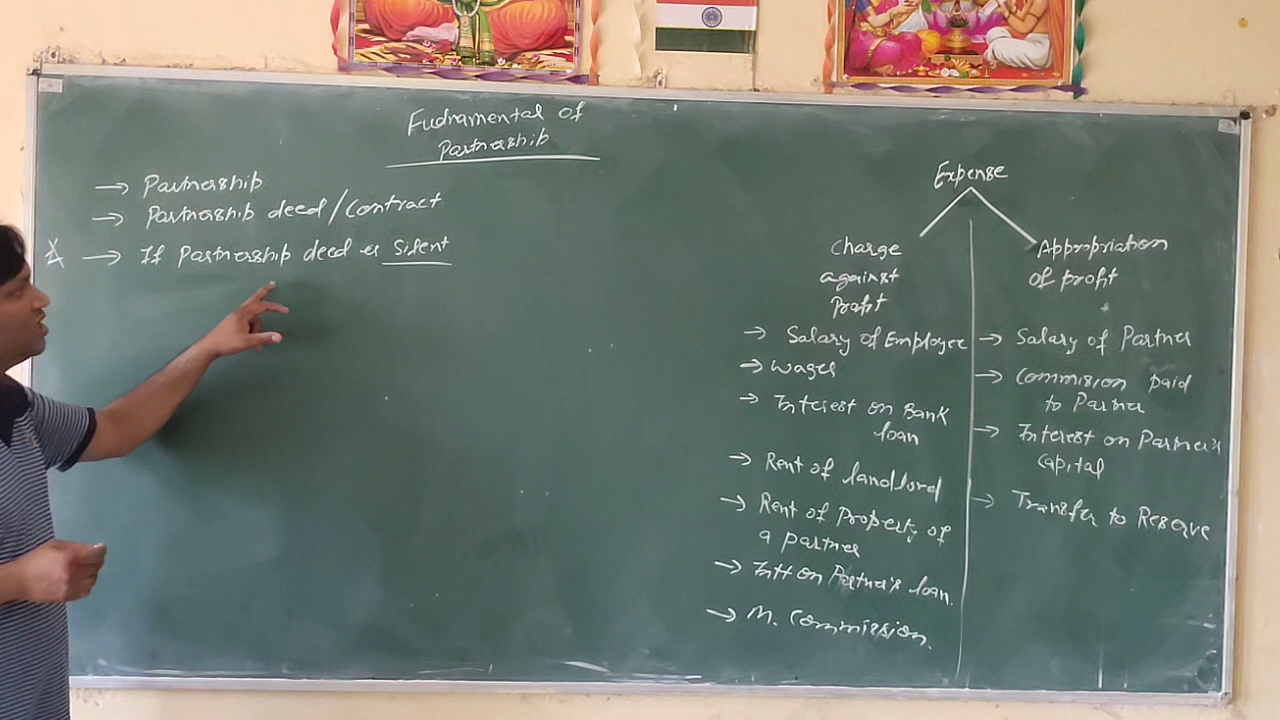 Fudramental of
Partnership
→ Partnership
→ Partnership deed / Contract
→ If Partnership deed is Silent
Expense
Charge
against
Profit
→ Salary of Employee
→ Wages
→ Interest on Bank
loan
→ Rent of landlord
→ Rent of Property of
a partner
→ Intt on Partner's loan.
→ M. Commission.
Appropriation
of profit
→ Salary of Partner
→ Commision paid
to Partner
→ Interest on Partner's
Capital
→ Transfer to Reserve